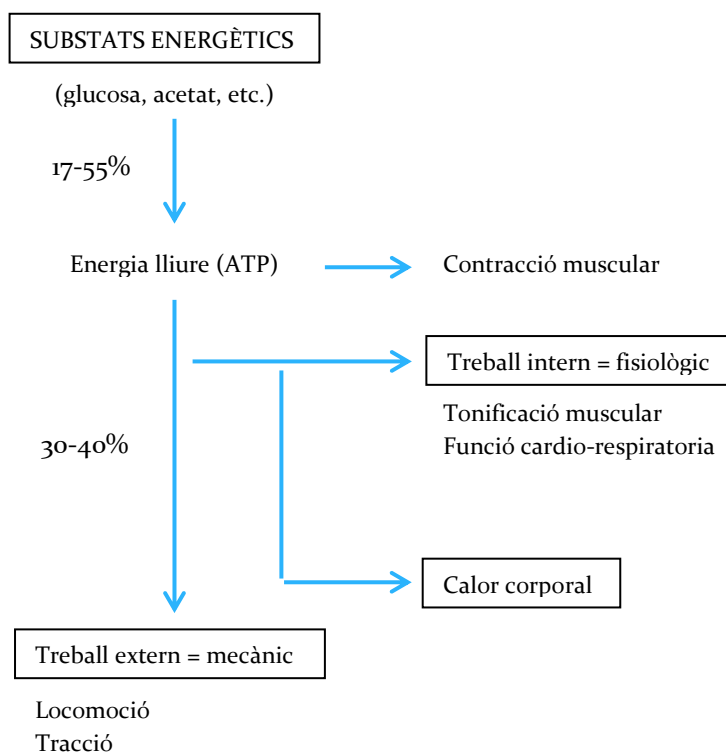 SUBSTATS ENERGÈTICS
(glucosa, acetat, etc.)
17-55%
Energia lliure (ATP)
Contracció muscular
Treball intern = fisiològic
Tonificació muscular
Funció cardio-respiratoria
30-40%
Calor corporal
Treball extern = mecànic
Locomoció
Tracció